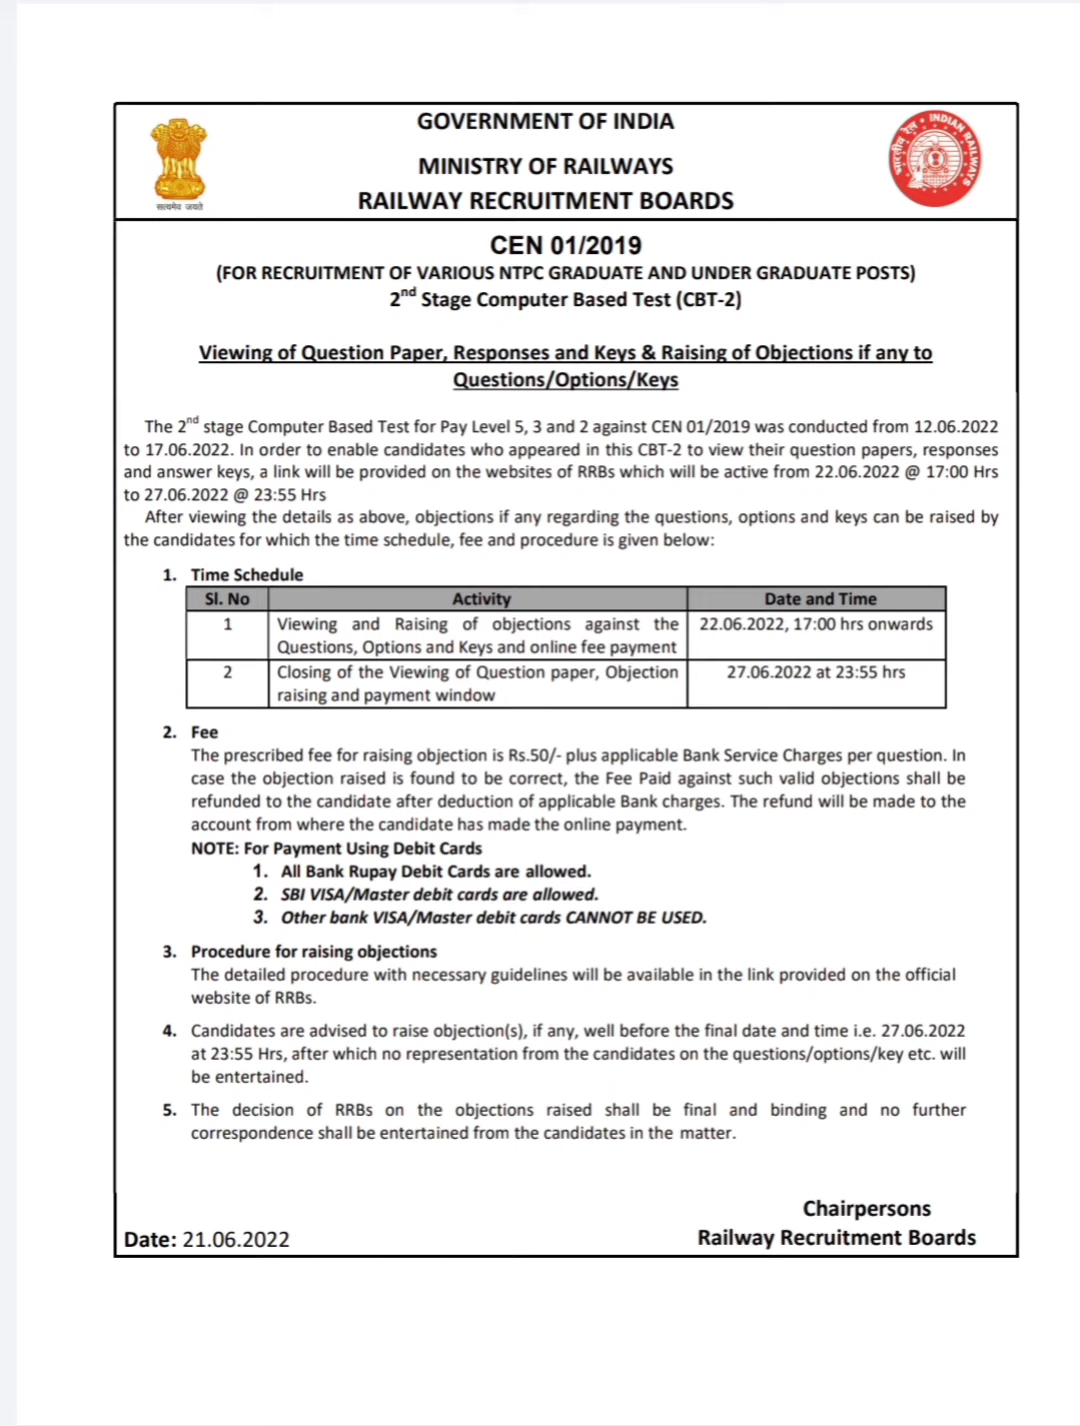 GOVERNMENT OF INDIA
MINISTRY OF RAILWAYS
RAILWAY RECRUITMENT BOARDS
सत्यमेव जयते
भारतीय रेल • INDIAN RAILWAYS
CEN 01/2019
(FOR RECRUITMENT OF VARIOUS NTPC GRADUATE AND UNDER GRADUATE POSTS)
2nd Stage Computer Based Test (CBT-2)
Viewing of Question Paper, Responses and Keys & Raising of Objections if any to
Questions/Options/Keys
The 2nd stage Computer Based Test for Pay Level 5, 3 and 2 against CEN 01/2019 was conducted from 12.06.2022
to 17.06.2022. In order to enable candidates who appeared in this CBT-2 to view their question papers, responses
and answer keys, a link will be provided on the websites of RRBs which will be active from 22.06.2022 @ 17:00 Hrs
to 27.06.2022 @ 23:55 Hrs
After viewing the details as above, objections if any regarding the questions, options and keys can be raised by
the candidates for which the time schedule, fee and procedure is given below:
1. Time Schedule
Sl. No Activity Date and Time
1 Viewing and Raising of objections against the 22.06.2022, 17:00 hrs onwards
Questions, Options and Keys and online fee payment
2 Closing of the Viewing of Question paper, Objection 27.06.2022 at 23:55 hrs
raising and payment window
2. Fee
The prescribed fee for raising objection is Rs.50/- plus applicable Bank Service Charges per question. In
case the objection raised is found to be correct, the Fee Paid against such valid objections shall be
refunded to the candidate after deduction of applicable Bank charges. The refund will be made to the
account from where the candidate has made the online payment.
NOTE: For Payment Using Debit Cards
1. All Bank Rupay Debit Cards are allowed.
2. SBI VISA/Master debit cards are allowed.
3. Other bank VISA/Master debit cards CANNOT BE USED.
3. Procedure for raising objections
The detailed procedure with necessary guidelines will be available in the link provided on the official
website of RRBs.
4. Candidates are advised to raise objection(s), if any, well before the final date and time i.e. 27.06.2022
at 23:55 Hrs, after which no representation from the candidates on the questions/options/key etc. will
be entertained.
5. The decision of RRBs on the objections raised shall be final and binding and no further
correspondence shall be entertained from the candidates in the matter.
Chairpersons
Date: 21.06.2022 Railway Recruitment Boards